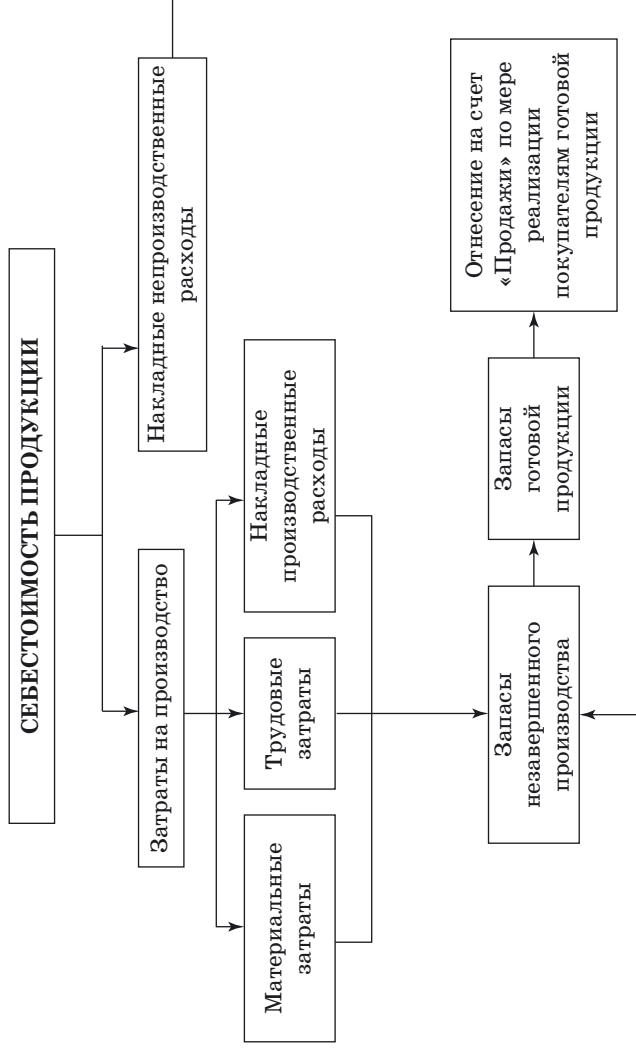 СЕБЕСТОИМОСТЬ ПРОДУКЦИИ
Затраты на производство
Накладные непроизводственные
расходы
Материальные
затраты
Трудовые
затраты
Накладные
производственные
расходы
Запасы
незавершенного
производства
Запасы
готовой
продукции
Отнесение на счет
«Продажи» по мере
реализации
покупателям готовой
продукции